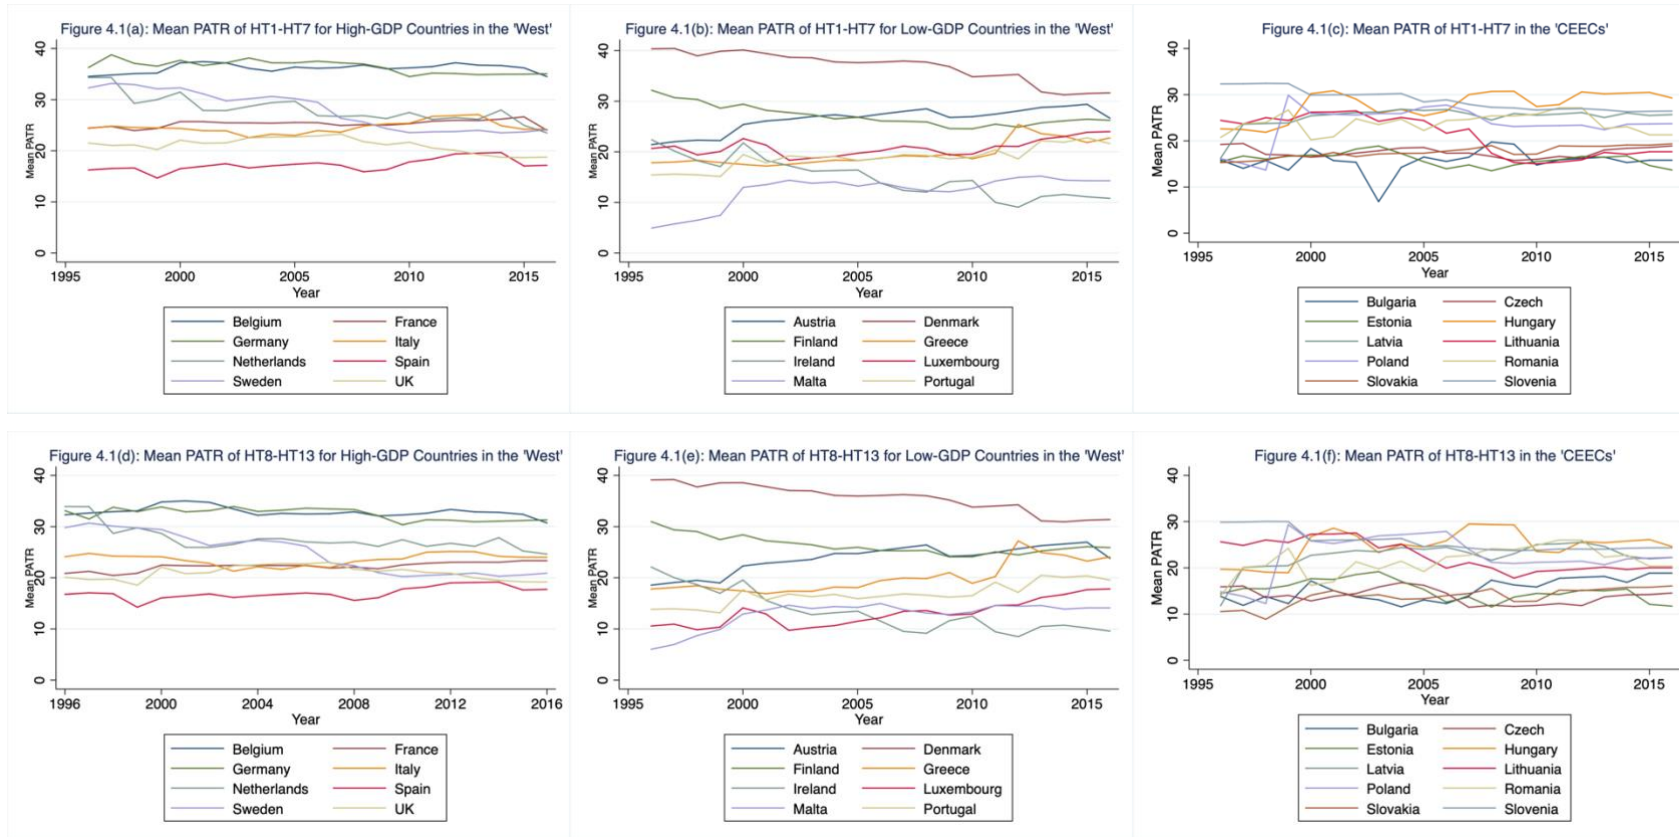 Figure 4.1(a): Mean PATR of HT1-HT7 for High-GDP Countries in the 'West'
40
30
20
10
0
Mean PATR
1995 2000 2005 2010 2015
Year
Belgium France
Germany Italy
Netherlands Spain
Sweden UK
Figure 4.1(b): Mean PATR of HT1-HT7 for Low-GDP Countries in the 'West'
40
30
20
10
0
Mean PATR
1995 2000 2005 2010 2015
Year
Austria Denmark
Finland Greece
Ireland Luxembourg
Malta Portugal
Figure 4.1(c): Mean PATR of HT1-HT7 in the 'CEECs'
40
30
20
10
0
Mean PATR
1995 2000 2005 2010 2015
Year
Bulgaria Czech
Estonia Hungary
Latvia Lithuania
Poland Romania
Slovakia Slovenia
Figure 4.1(d): Mean PATR of HT8-HT13 for High-GDP Countries in the 'West'
40
30
20
10
0
Mean PATR
1996 2000 2004 2008 2012 2016
Year
Belgium France
Germany Italy
Netherlands Spain
Sweden UK
Figure 4.1(e): Mean PATR of HT8-HT13 for Low-GDP Countries in the 'West'
40
30
20
10
0
Mean PATR
1995 2000 2005 2010 2015
Year
Austria Denmark
Finland Greece
Ireland Luxembourg
Malta Portugal
Figure 4.1(f): Mean PATR of HT8-HT13 in the 'CEECs'
40
30
20
10
0
Mean PATR
1995 2000 2005 2010 2015
Year
Bulgaria Czech
Estonia Hungary
Latvia Lithuania
Poland Romania
Slovakia Slovenia